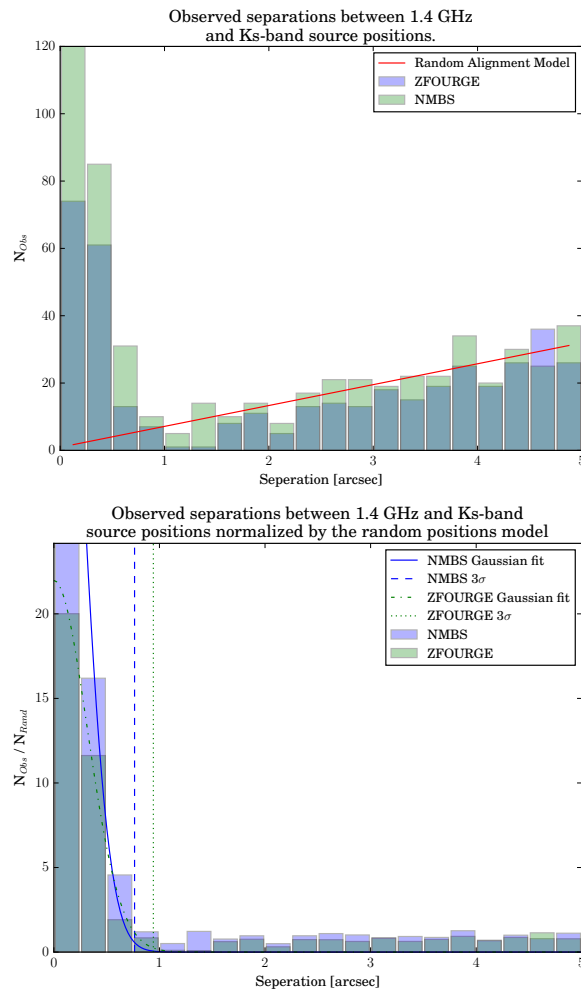 Observed separations between 1.4 GHz
and Ks-band source positions.
120
100
80
60
40
20
0
N_Obs
Random Alignment Model
ZFOURGE
NMBS
0 1 2 3 4 5
Seperation [arcsec]
Observed separations between 1.4 GHz and Ks-band
source positions normalized by the random positions model
20
15
10
5
0
N_Obs / N_Rand
NMBS Gaussian fit
NMBS 3σ
ZFOURGE Gaussian fit
ZFOURGE 3σ
NMBS
ZFOURGE
0 1 2 3 4 5
Seperation [arcsec]